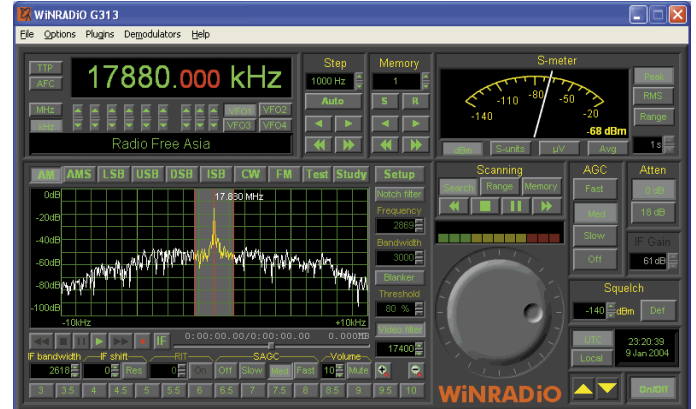 WiNRADiO G313
File Options Plugins Demodulators Help
TTP
AFC
17880.000 kHz
MHz
kHz
VFO1 VFO2
VFO3 VFO4
Radio Free Asia
Step
1000 Hz
Auto
Memory
1
S R
S-meter
-140 -110 -80 -50 -20
-68 dBm
dBm S-units µV Avg
Peak
RMS
Range
1 s
AM AMS LSB USB DSB ISB CW FM Test Study Setup
0dB
-20dB
-40dB
-60dB
-80dB
-100dB
17.880 MHz
-10kHz +10kHz
Notch filter
Frequency
2869
Bandwidth
3000
Blanker
Threshold
80 %
Video filter
17400
IF 0:00:00.00/0:00:00.00 0.000MB
IF bandwidth IF shift RIT SAGC Volume
2618 0 Res 0 On Off Slow Med Fast 10 Mute
3 3.5 4 4.5 5 5.5 6 6.5 7 7.5 8 8.5 9 9.5 10
Scanning
Search Range Memory
WiNRADiO
AGC
Fast
Med
Slow
Off
Atten
0 dB
18 dB
IF Gain
61 dB
Squelch
-140 dBm Def
UTC
Local
23:20:39
9 Jan 2004
On/Off